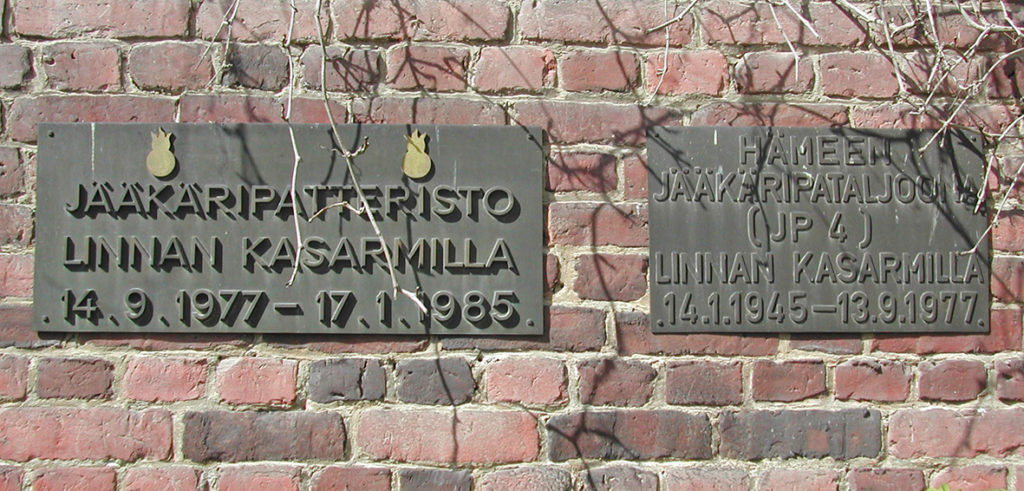 JÄÄKÄRIPATTERISTO
LINNAN KASARMILLA
14.9.1977-17.1.1985
HÄMEEN
JÄÄKÄRIPATALJOONA
(JP 4)
LINNAN KASARMILLA
14.1.1945-13.9.1977